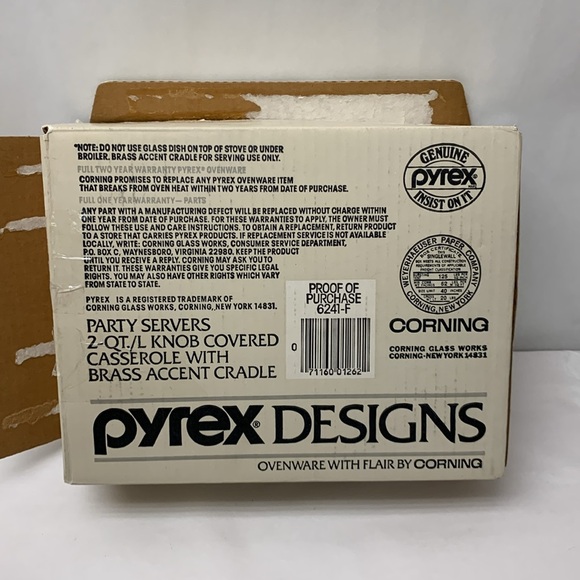 *NOTE: DO NOT USE GLASS DISH ON TOP OF STOVE OR UNDER
BROILER. BRASS ACCENT CRADLE FOR SERVING USE ONLY.
FULL TWO YEAR WARRANTY PYREX® OVENWARE
CORNING PROMISES TO REPLACE ANY PYREX OVENWARE ITEM
THAT BREAKS FROM OVEN HEAT WITHIN TWO YEARS FROM DATE OF PURCHASE.
FULL ONE YEAR WARRANTY— PARTS
ANY PART WITH A MANUFACTURING DEFECT WILL BE REPLACED WITHOUT CHARGE WITHIN
ONE YEAR FROM DATE OF PURCHASE. FOR THESE WARRANTIES TO APPLY, THE OWNER MUST
FOLLOW THESE USE AND CARE INSTRUCTIONS. TO OBTAIN A REPLACEMENT, RETURN PRODUCT
TO A STORE THAT CARRIES PYREX PRODUCTS. IF REPLACEMENT SERVICE IS NOT AVAILABLE
LOCALLY, WRITE: CORNING GLASS WORKS, CONSUMER SERVICE DEPARTMENT,
P.O. BOX C, WAYNESBORO, VIRGINIA 22980. KEEP THE PRODUCT
UNTIL YOU RECEIVE A REPLY. CORNING MAY ASK YOU TO
RETURN IT. THESE WARRANTIES GIVE YOU SPECIFIC LEGAL
RIGHTS. YOU MAY ALSO HAVE OTHER RIGHTS WHICH VARY
FROM STATE TO STATE.
PYREX IS A REGISTERED TRADEMARK OF
CORNING GLASS WORKS, CORNING, NEW YORK 14831.
PARTY SERVERS
2-QT./L KNOB COVERED
CASSEROLE WITH
BRASS ACCENT CRADLE
PROOF OF
PURCHASE
6241-F
0 71160 01262
GENUINE
pyrex
INSIST ON IT
WEYERHAEUSER PAPER COMPANY
SINGLEWALL
CORNING, NEW YORK
CORNING
CORNING GLASS WORKS
CORNING·NEW YORK 14831
pyrex® DESIGNS
OVENWARE WITH FLAIR BY CORNING